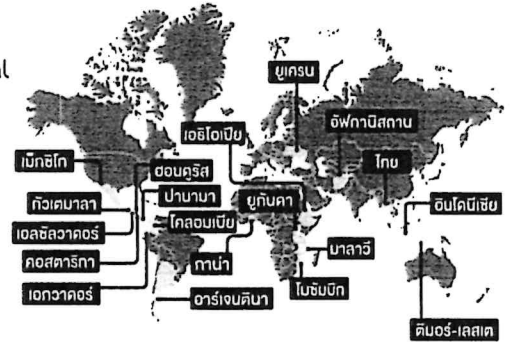 al
ยูเครน
อัฟกานิสถาน
เอธิโอเปีย
ไทย
เม็กซิโก
ฮอนดูรัส
ปานามา
ยูกันดา
อินโดนีเซีย
กัวเตมาลา
โคลอมเบีย
เอลซัลวาดอร์
มาลาวี
คอสตาริกา
กาน่า
เอกวาดอร์
โมซัมบิก
อาร์เจนตินา
ติมอร์-เลสเต